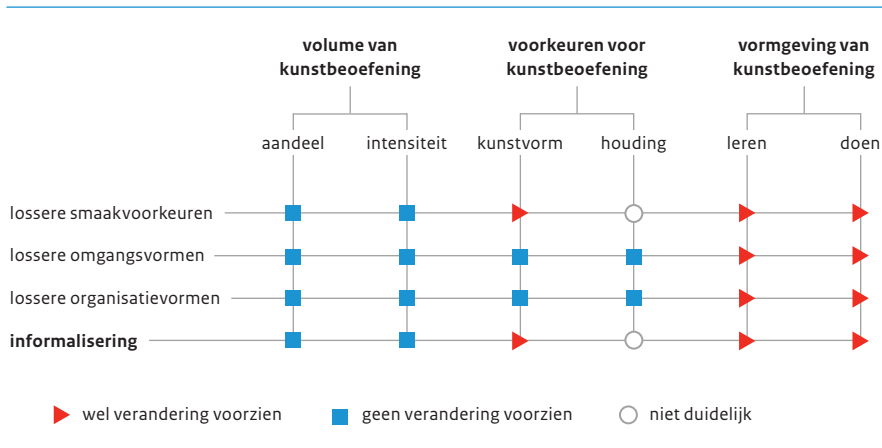 volume van
kunstbeoefening
voorkeuren voor
kunstbeoefening
vormgeving van
kunstbeoefening
aandeel intensiteit kunstvorm houding leren doen
lossere smaakvoorkeuren
lossere omgangsvormen
lossere organisatievormen
informalisering
wel verandering voorzien geen verandering voorzien niet duidelijk